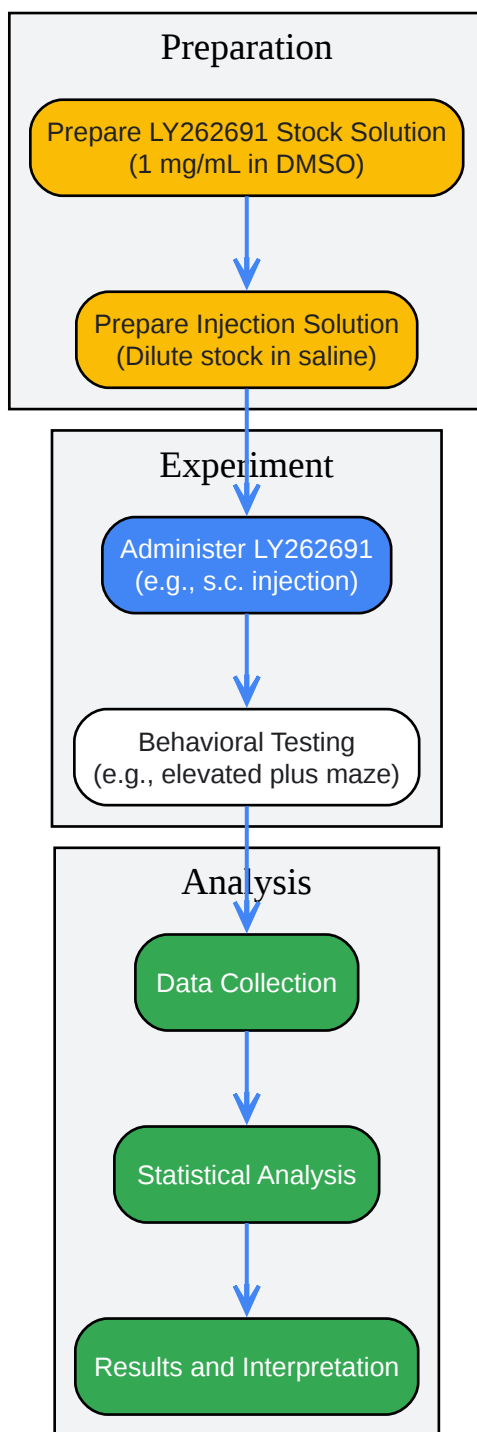 Preparation
Prepare LY262691 Stock Solution
(1 mg/mL in DMSO)
Prepare Injection Solution
(Dilute stock in saline)
Experiment
Administer LY262691
(e.g., s.c. injection)
Behavioral Testing
(e.g., elevated plus maze)
Analysis
Data Collection
Statistical Analysis
Results and Interpretation